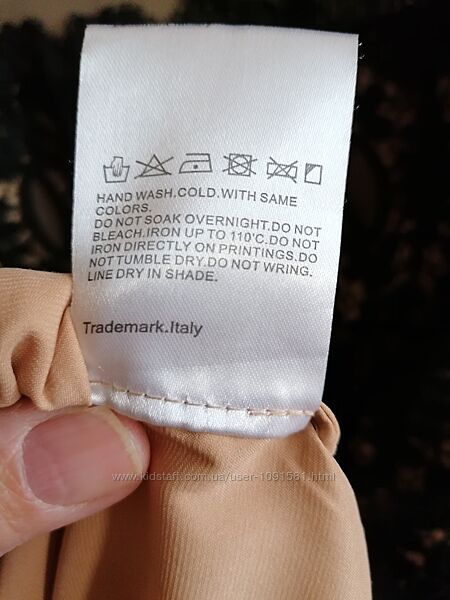 HAND WASH.COLD.WITH SAME
COLORS.
DO NOT SOAK OVERNIGHT.DO NOT
BLEACH.IRON UP TO 110'C.DO NOT
IRON DIRECTLY ON PRINTINGS.DO
NOT TUMBLE DRY.DO NOT WRING.
LINE DRY IN SHADE.
Trademark.Italy
www.kidstaff.com.ua/user-1091581.html